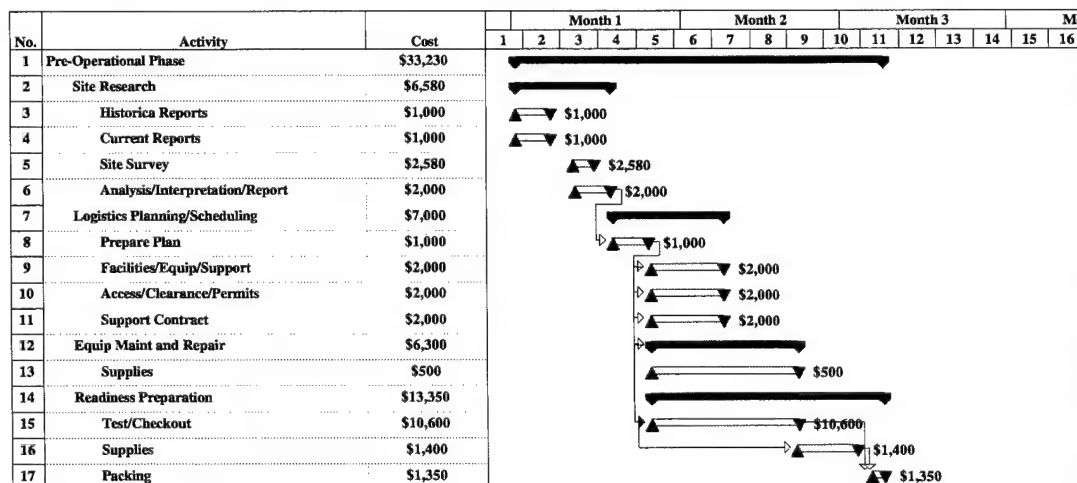 Month 1 Month 2 Month 3 M
No. Activity Cost 1 2 3 4 5 6 7 8 9 10 11 12 13 14 15 16
1 Pre-Operational Phase $33,230
2 Site Research $6,580
3 Historica Reports $1,000 $1,000
4 Current Reports $1,000 $1,000
5 Site Survey $2,580 $2,580
6 Analysis/Interpretation/Report $2,000 $2,000
7 Logistics Planning/Scheduling $7,000
8 Prepare Plan $1,000 $1,000
9 Facilities/Equip/Support $2,000 $2,000
10 Access/Clearance/Permits $2,000 $2,000
11 Support Contract $2,000 $2,000
12 Equip Maint and Repair $6,300
13 Supplies $500 $500
14 Readiness Preparation $13,350
15 Test/Checkout $10,600 $10,600
16 Supplies $1,400 $1,400
17 Packing $1,350 $1,350